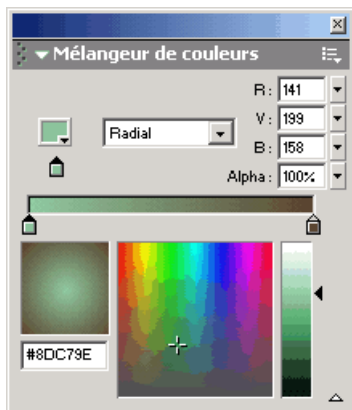 Mélangeur de couleurs
R: 141
Radial
V: 199
B: 158
Alpha: 100%
#8DC79E